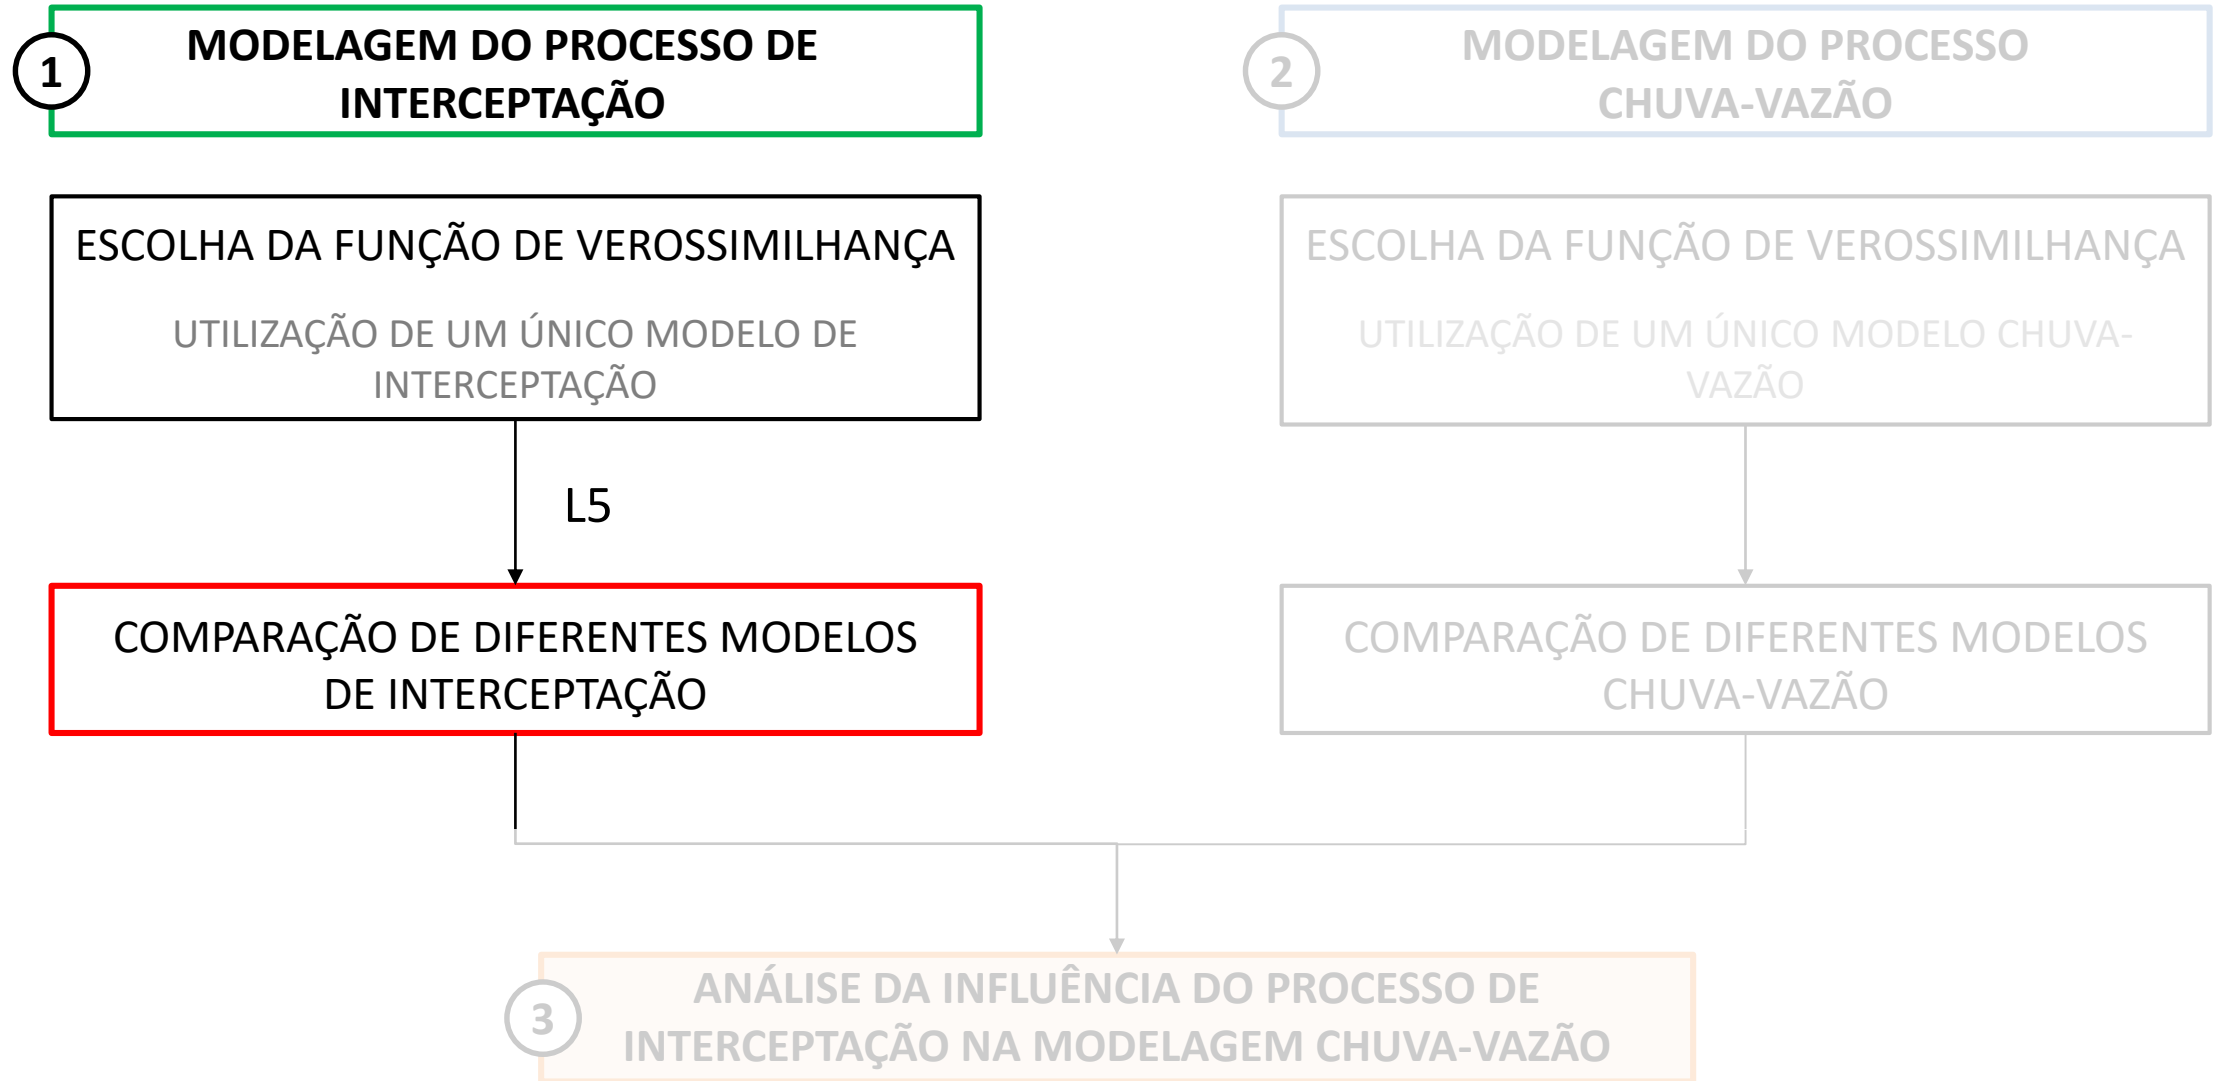 1
MODELAGEM DO PROCESSO DE
INTERCEPTAÇÃO
ESCOLHA DA FUNÇÃO DE VEROSSIMILHANÇA
UTILIZAÇÃO DE UM ÚNICO MODELO DE
INTERCEPTAÇÃO
L5
COMPARAÇÃO DE DIFERENTES MODELOS
DE INTERCEPTAÇÃO
2
MODELAGEM DO PROCESSO
CHUVA-VAZÃO
ESCOLHA DA FUNÇÃO DE VEROSSIMILHANÇA
UTILIZAÇÃO DE UM ÚNICO MODELO CHUVA-
VAZÃO
COMPARAÇÃO DE DIFERENTES MODELOS
CHUVA-VAZÃO
3
ANÁLISE DA INFLUÊNCIA DO PROCESSO DE
INTERCEPTAÇÃO NA MODELAGEM CHUVA-VAZÃO